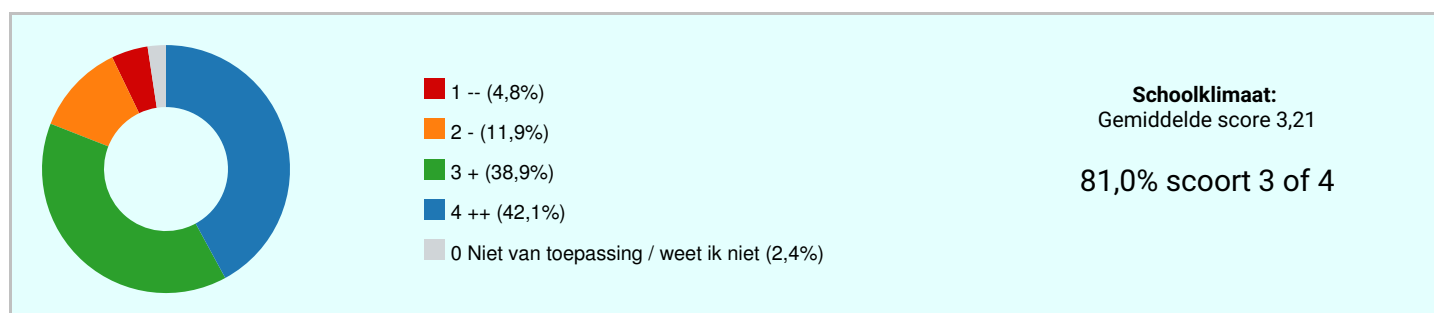 1 -- (4,8%)
2 - (11,9%)
3 + (38,9%)
4 ++ (42,1%)
0 Niet van toepassing / weet ik niet (2,4%)
Schoolklimaat:
Gemiddelde score 3,21
81,0% scoort 3 of 4